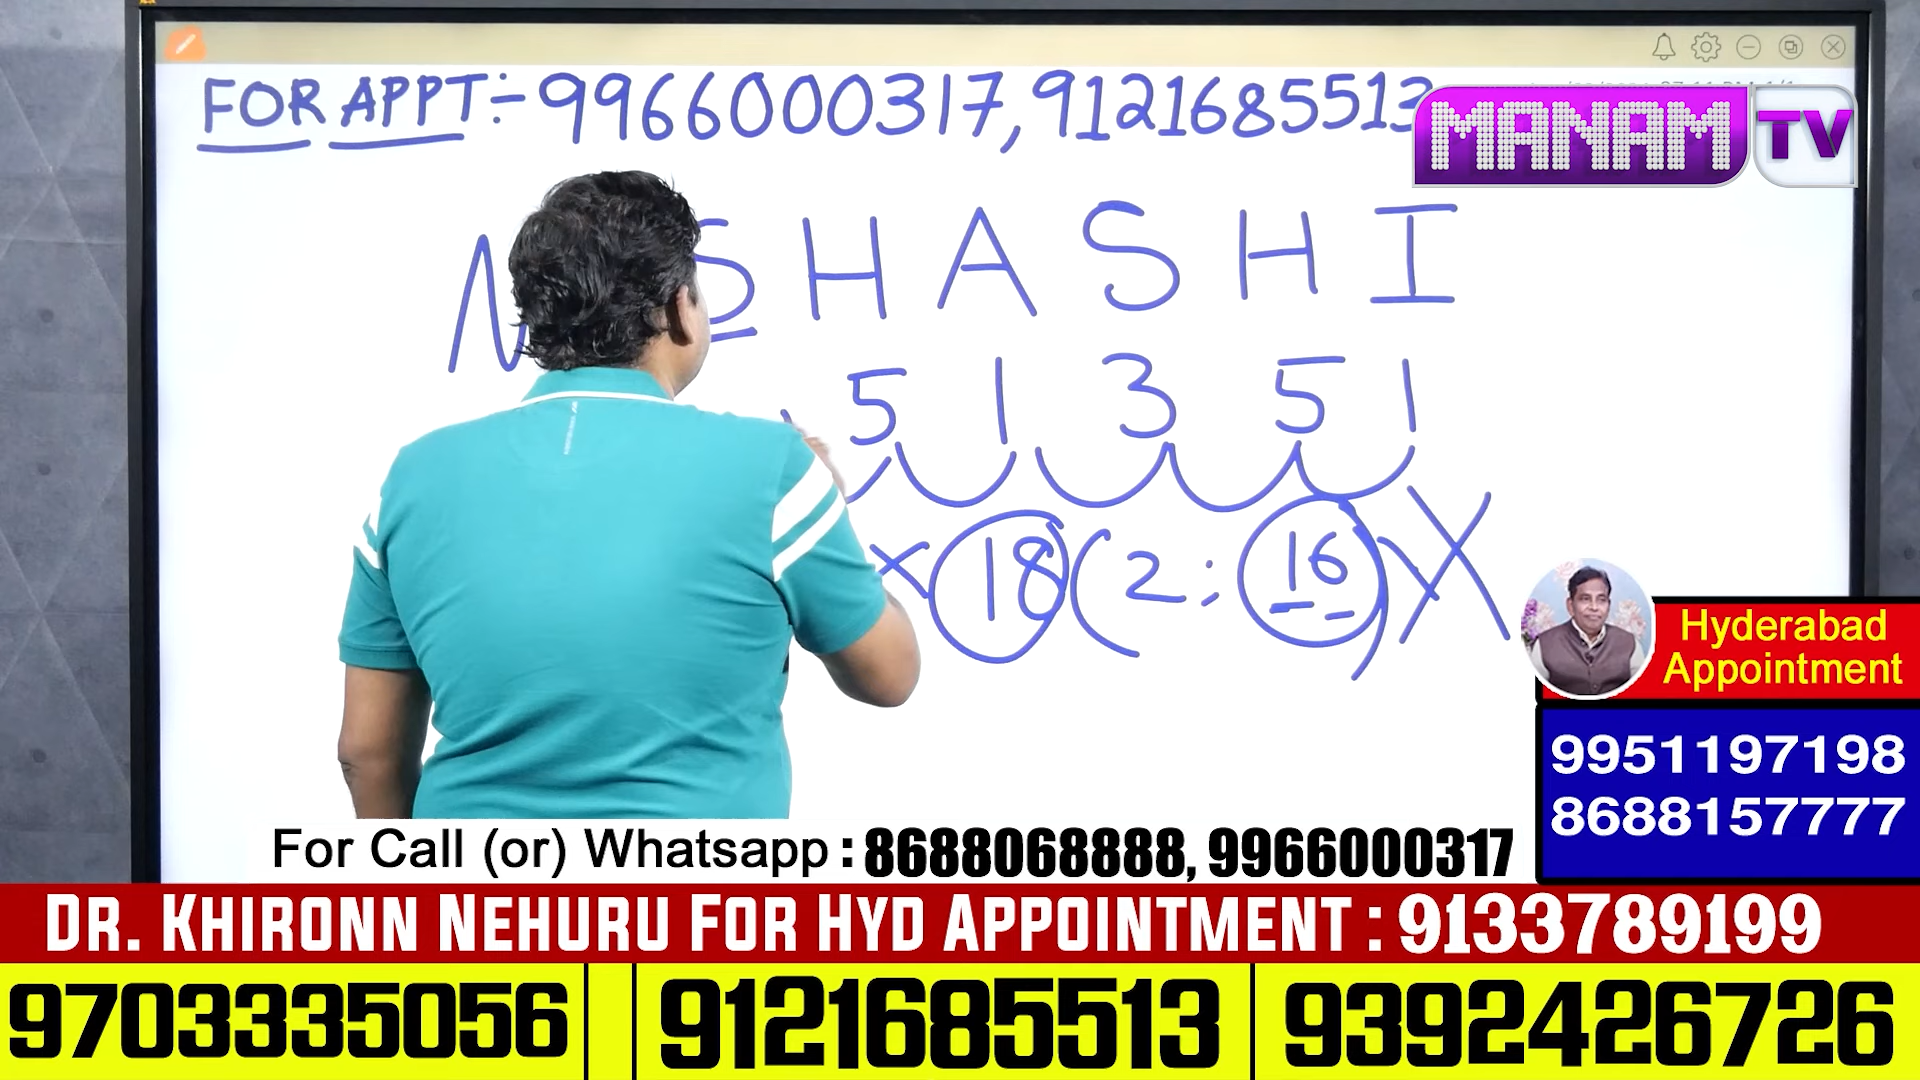 FOR APPT:- 9966000317, 9121685513
MANAM TV
N SHASHI
5 1 3 5 1
X 18 (2; 16) X
Hyderabad
Appointment
9951197198
8688157777
For Call (or) Whatsapp : 8688068888, 9966000317
DR. KHIRONN NEHURU FOR HYD APPOINTMENT : 9133789199
9703335056 9121685513 9392426726